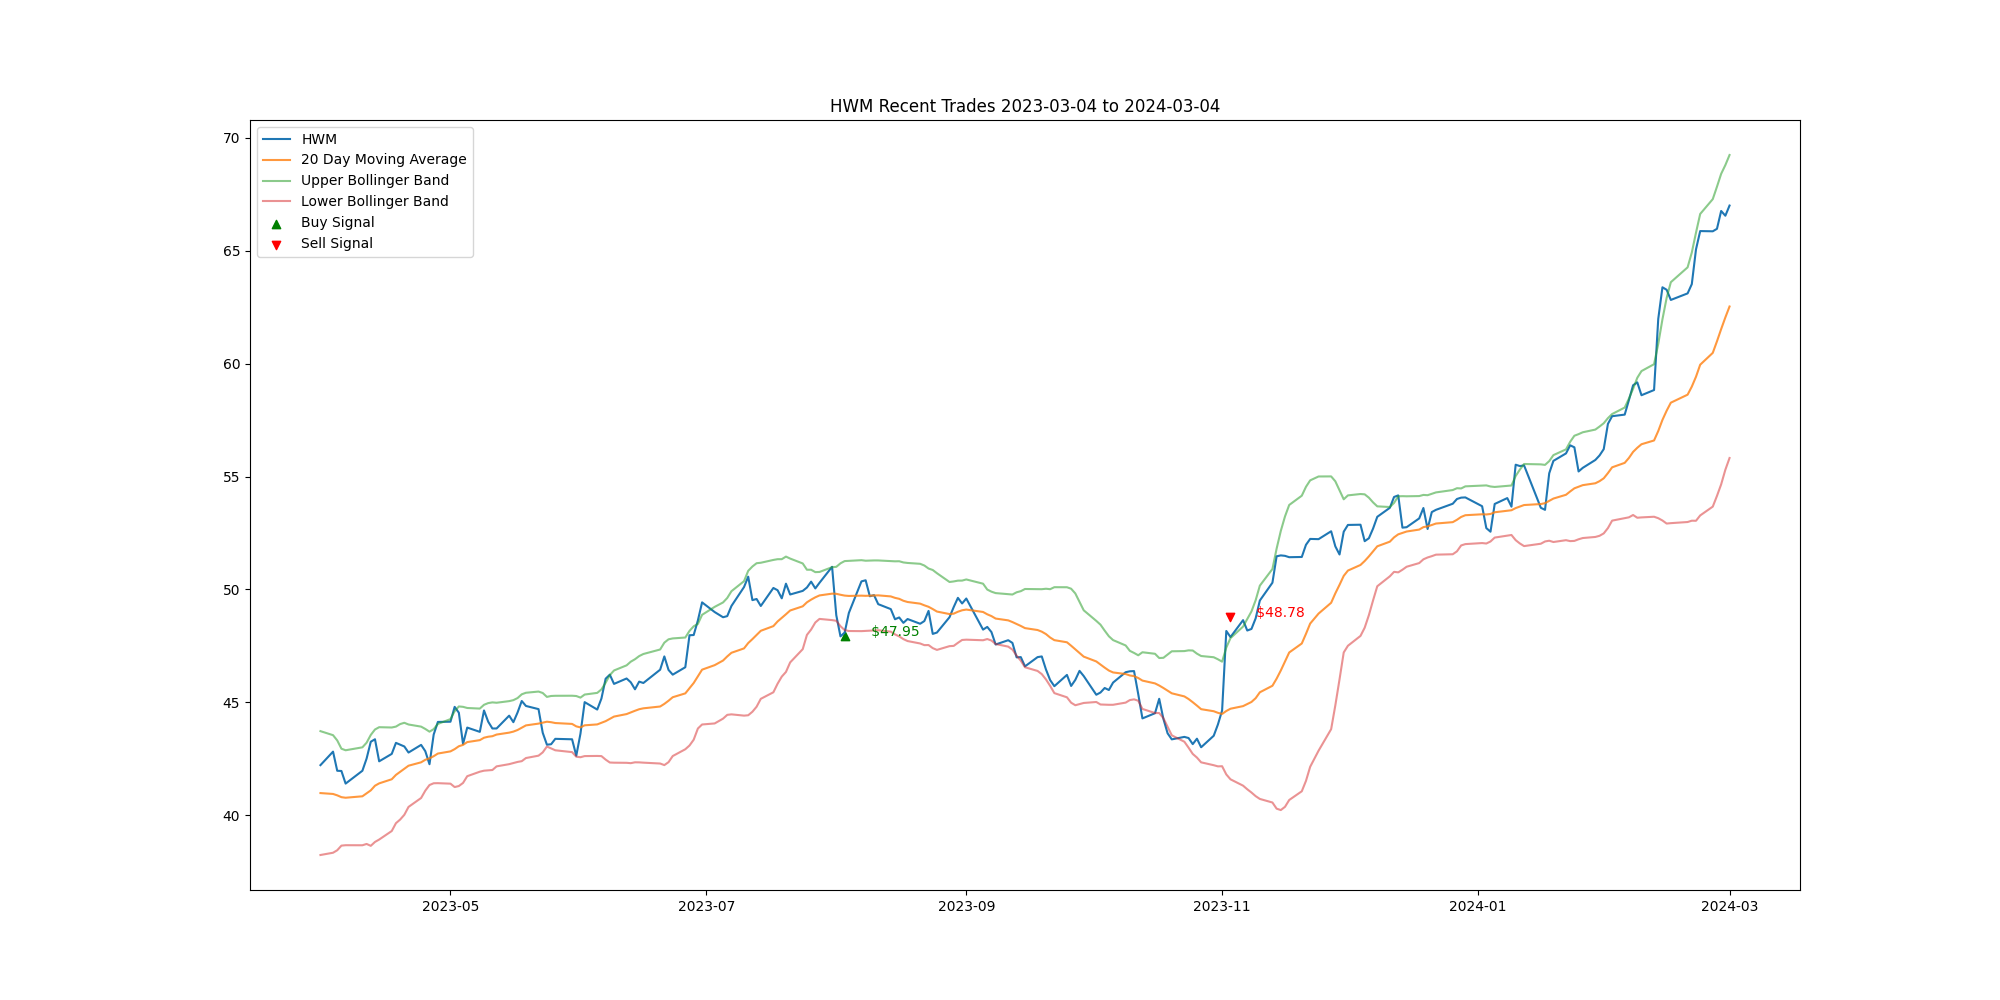 HWM Recent Trades 2023-03-04 to 2024-03-04
HWM
20 Day Moving Average
Upper Bollinger Band
Lower Bollinger Band
Buy Signal
Sell Signal
70
65
60
55
50
45
40
$47.95
$48.78
2023-05
2023-07
2023-09
2023-11
2024-01
2024-03